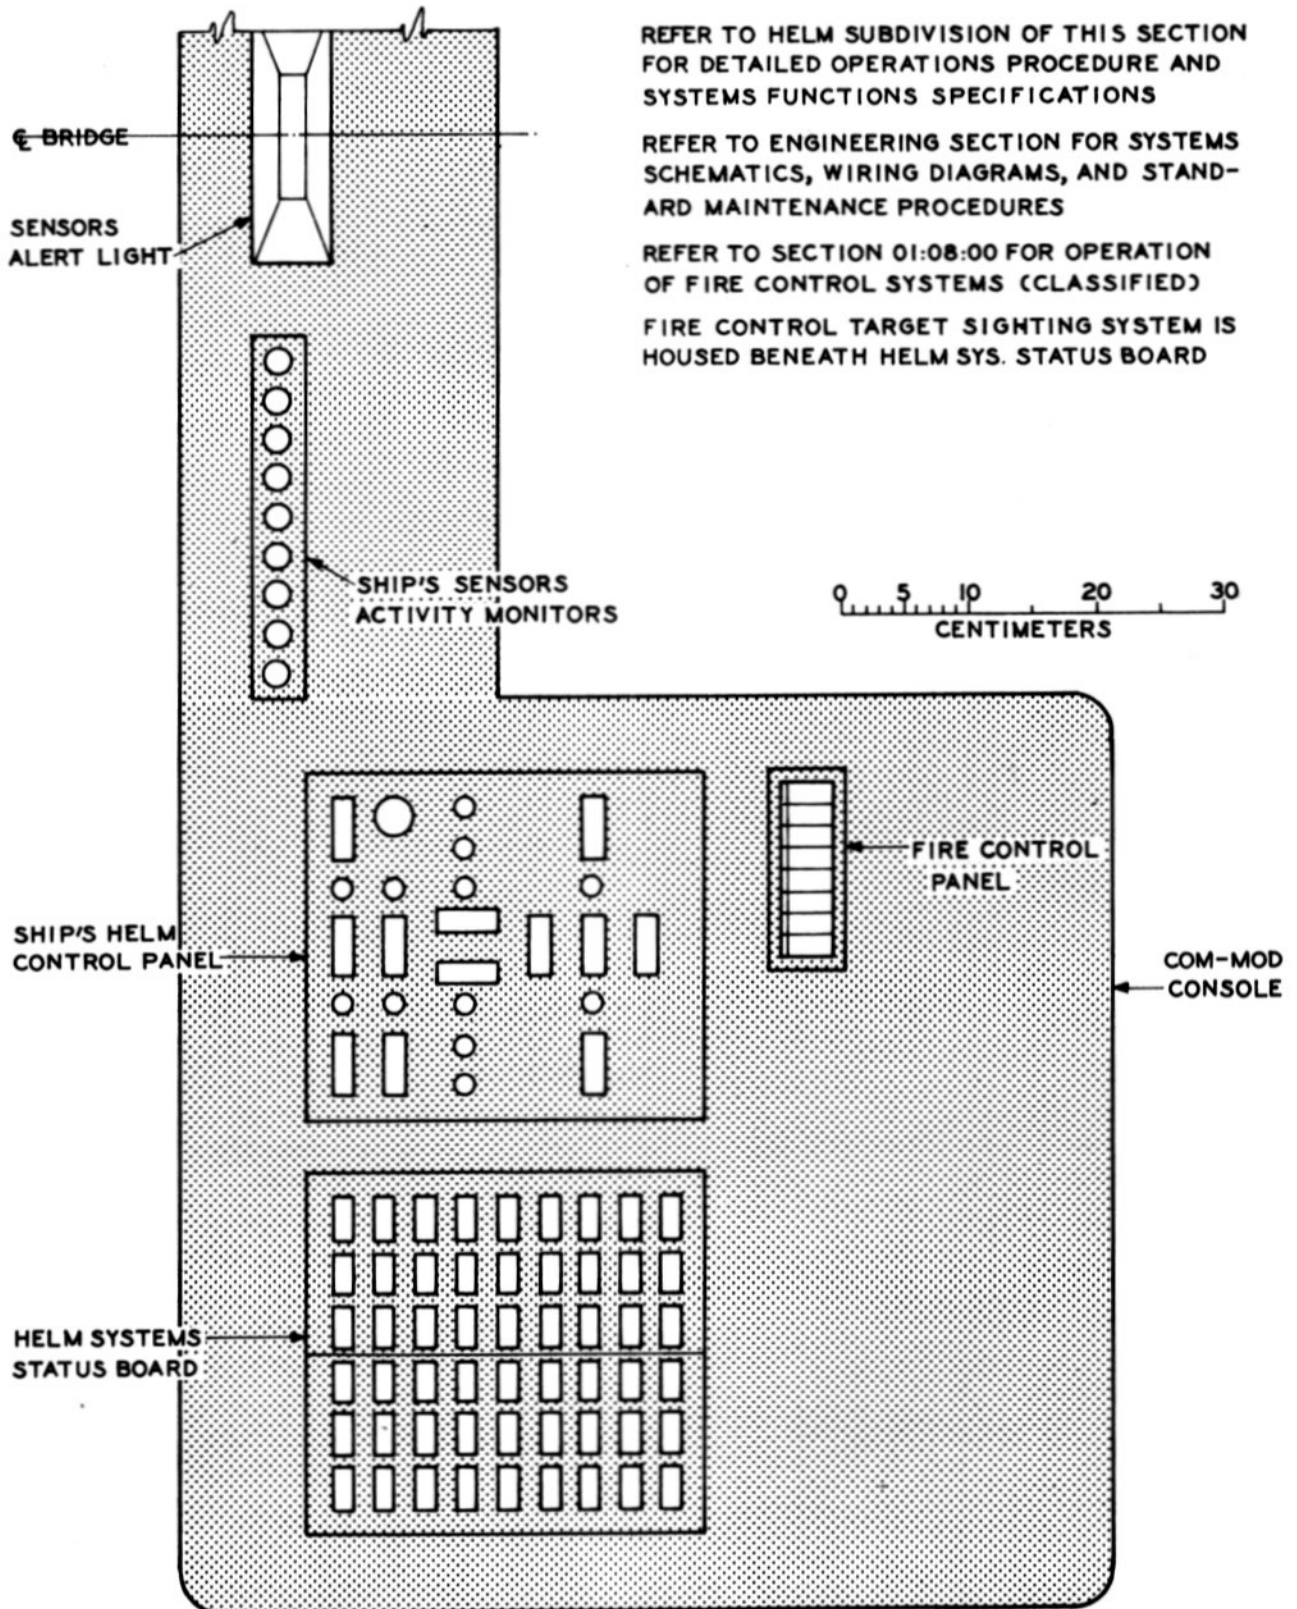 REFER TO HELM SUBDIVISION OF THIS SECTION
FOR DETAILED OPERATIONS PROCEDURE AND
SYSTEMS FUNCTIONS SPECIFICATIONS
REFER TO ENGINEERING SECTION FOR SYSTEMS
SCHEMATICS, WIRING DIAGRAMS, AND STAND-
ARD MAINTENANCE PROCEDURES
REFER TO SECTION 01:08:00 FOR OPERATION
OF FIRE CONTROL SYSTEMS (CLASSIFIED)
FIRE CONTROL TARGET SIGHTING SYSTEM IS
HOUSED BENEATH HELM SYS. STATUS BOARD
℄ BRIDGE
SENSORS
ALERT LIGHT
SHIP'S SENSORS
ACTIVITY MONITORS
0 5 10 20 30
CENTIMETERS
FIRE CONTROL
PANEL
SHIP'S HELM
CONTROL PANEL
COM-MOD
CONSOLE
HELM SYSTEMS
STATUS BOARD